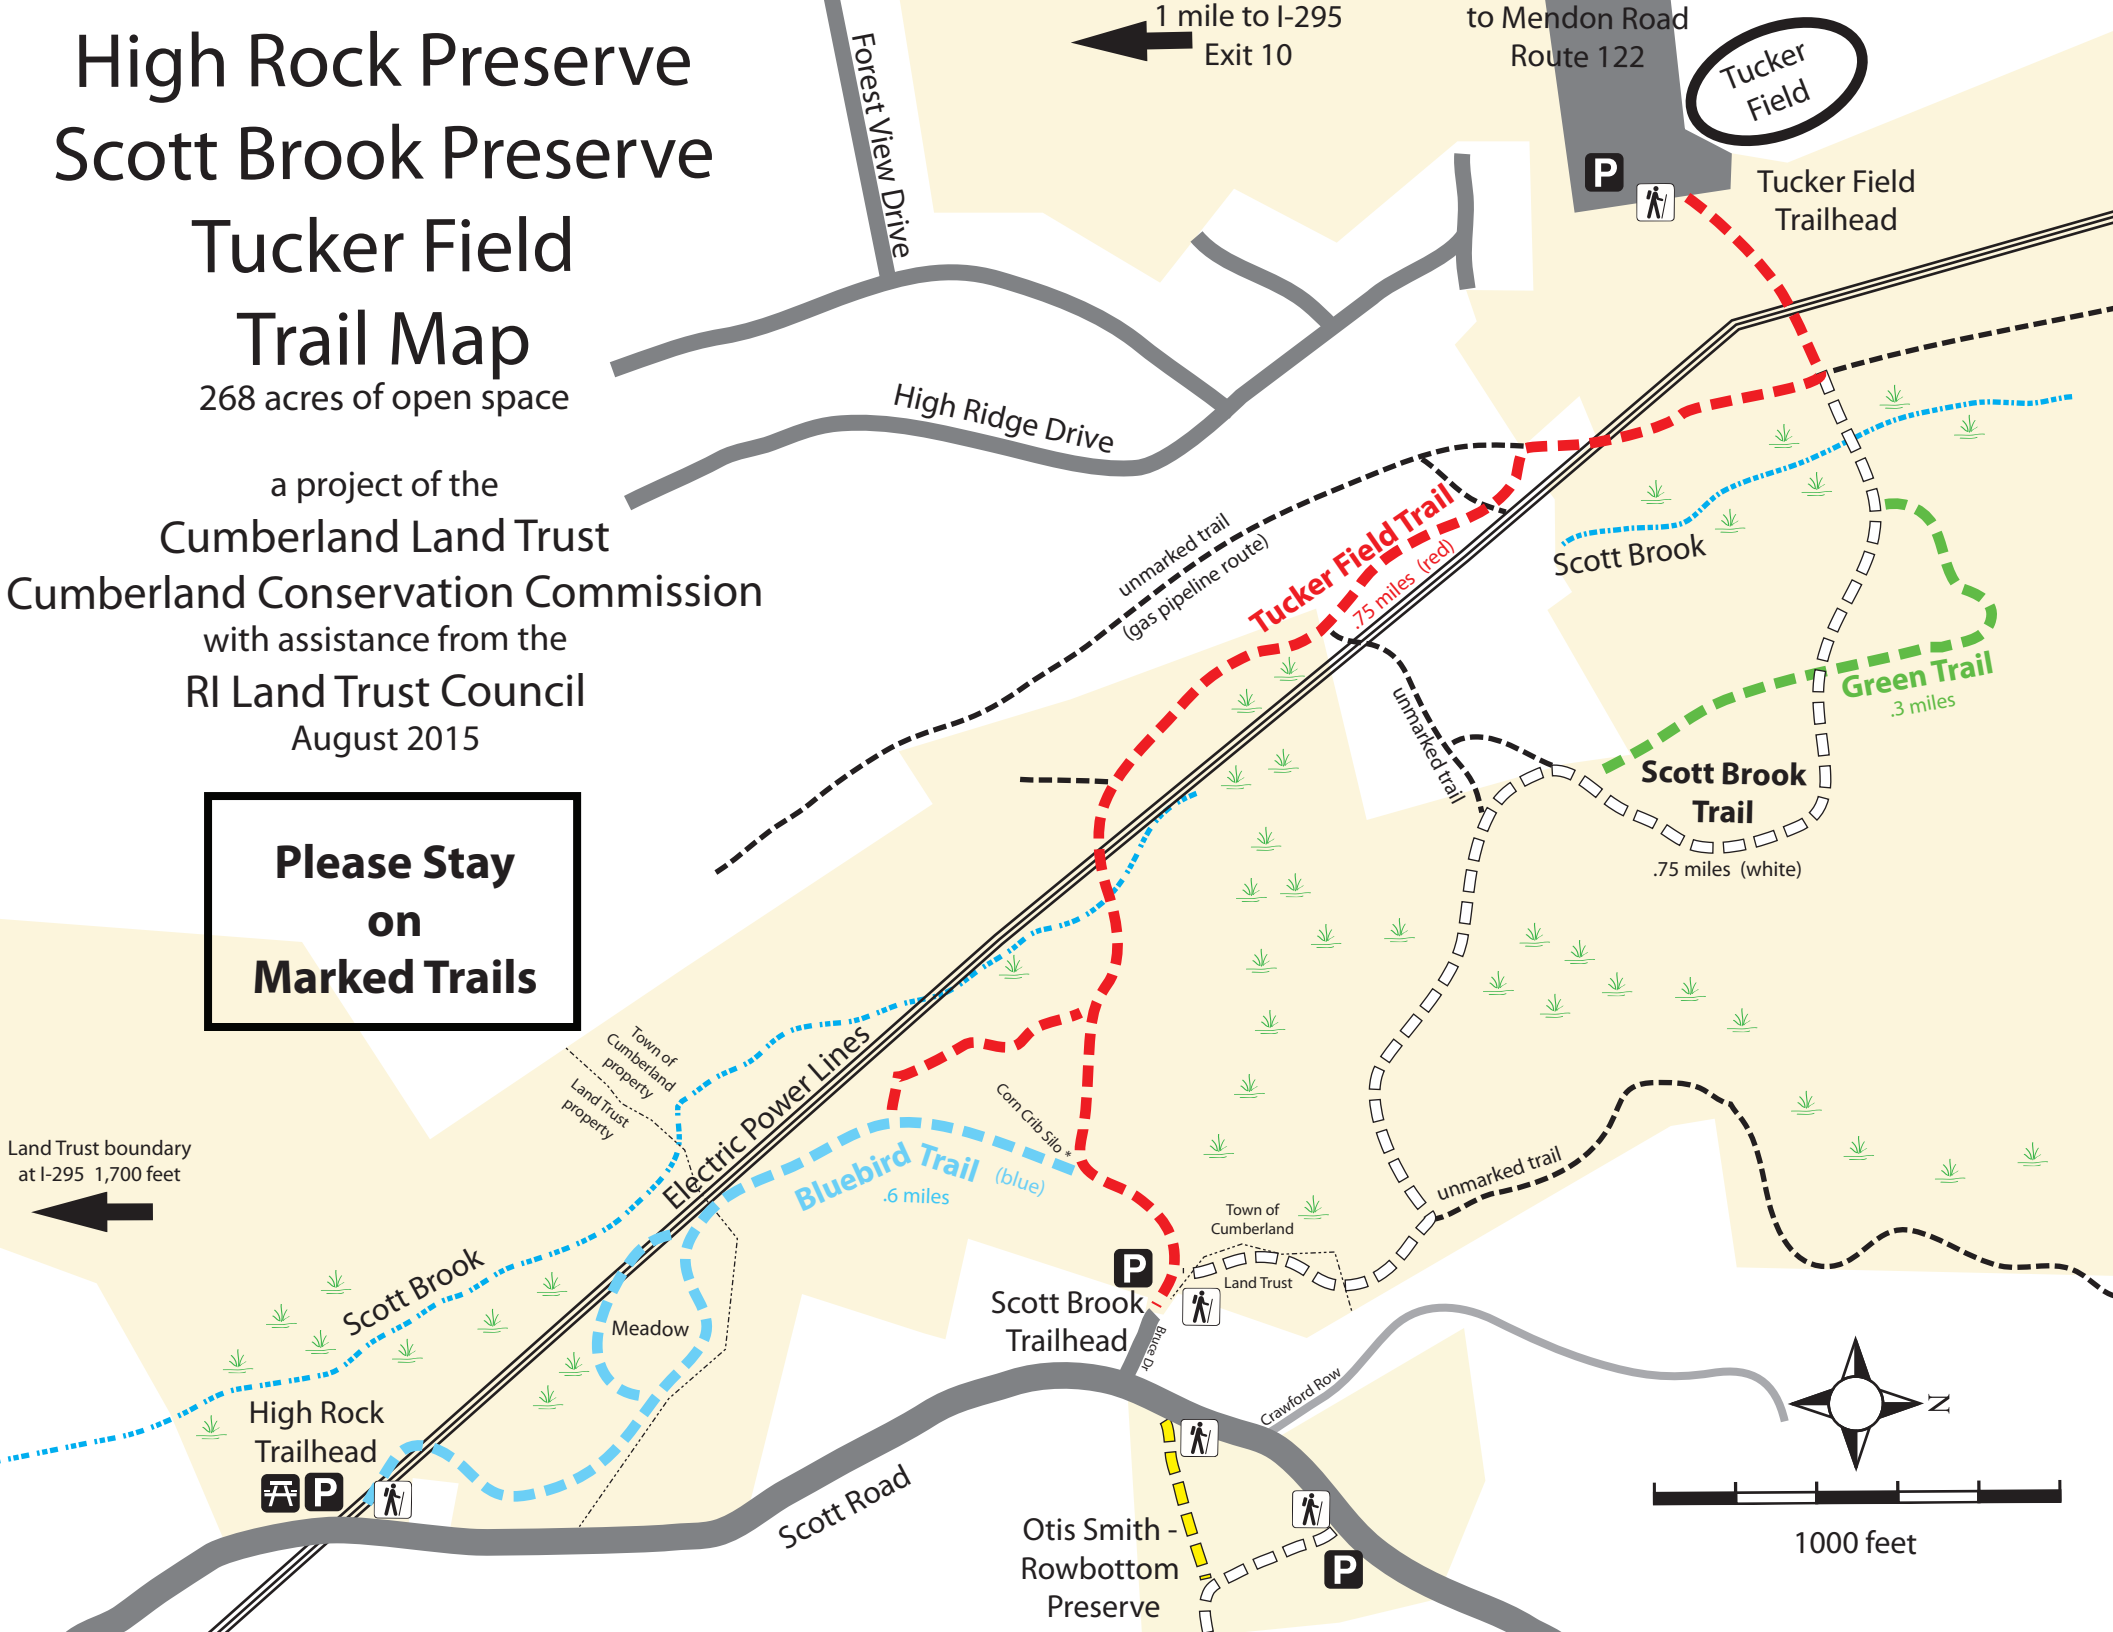 High Rock Preserve
Scott Brook Preserve
Tucker Field
Trail Map
268 acres of open space
a project of the
Cumberland Land Trust
Cumberland Conservation Commission
with assistance from the
RI Land Trust Council
August 2015
Please Stay
on
Marked Trails
1 mile to I-295
Exit 10
to Mendon Road
Route 122
Tucker
Field
P
Tucker Field
Trailhead
Forest View Drive
High Ridge Drive
unmarked trail
(gas pipeline route)
Tucker Field Trail
.75 miles (red)
Scott Brook
unmarked trail
Green Trail
.3 miles
Scott Brook
Trail
.75 miles (white)
Town of
Cumberland
property
Land Trust
property
Electric Power Lines
Corn Crib Silo *
Land Trust boundary
at I-295 1,700 feet
Bluebird Trail (blue)
.6 miles
unmarked trail
Town of
Cumberland
Land Trust
P
Scott Brook
Trailhead
Bruce Dr
Scott Brook
Meadow
High Rock
Trailhead
P
Scott Road
Crawford Row
Otis Smith -
Rowbottom
Preserve
P
N
1000 feet